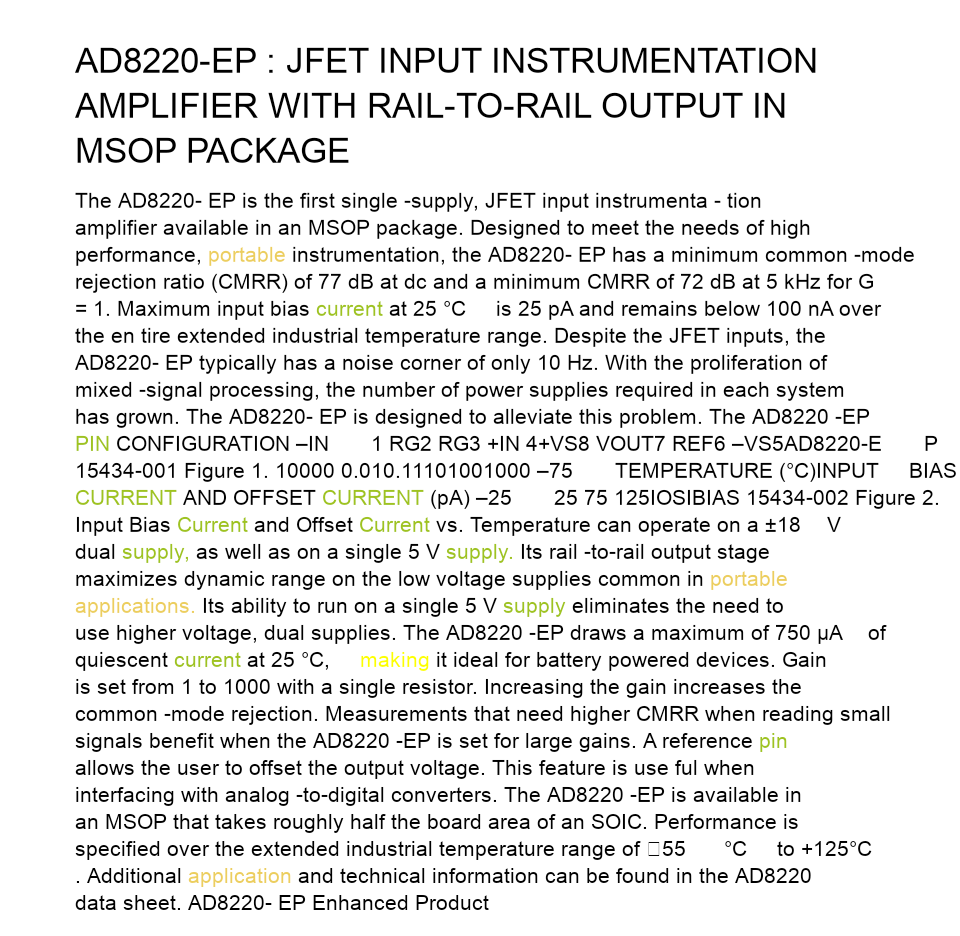 AD8220-EP : JFET INPUT INSTRUMENTATION
AMPLIFIER WITH RAIL-TO-RAIL OUTPUT IN
MSOP PACKAGE
The AD8220- EP is the first single -supply, JFET input instrumenta - tion
amplifier available in an MSOP package. Designed to meet the needs of high
performance, portable instrumentation, the AD8220- EP has a minimum common -mode
rejection ratio (CMRR) of 77 dB at dc and a minimum CMRR of 72 dB at 5 kHz for G
= 1. Maximum input bias current at 25 °C is 25 pA and remains below 100 nA over
the en tire extended industrial temperature range. Despite the JFET inputs, the
AD8220- EP typically has a noise corner of only 10 Hz. With the proliferation of
mixed -signal processing, the number of power supplies required in each system
has grown. The AD8220- EP is designed to alleviate this problem. The AD8220 -EP
PIN CONFIGURATION –IN 1 RG2 RG3 +IN 4+VS8 VOUT7 REF6 –VS5AD8220-E P
15434-001 Figure 1. 10000 0.010.11101001000 –75 TEMPERATURE (°C)INPUT BIAS
CURRENT AND OFFSET CURRENT (pA) –25 25 75 125IOSIBIAS 15434-002 Figure 2.
Input Bias Current and Offset Current vs. Temperature can operate on a ±18 V
dual supply, as well as on a single 5 V supply. Its rail -to-rail output stage
maximizes dynamic range on the low voltage supplies common in portable
applications. Its ability to run on a single 5 V supply eliminates the need to
use higher voltage, dual supplies. The AD8220 -EP draws a maximum of 750 μA of
quiescent current at 25 °C, making it ideal for battery powered devices. Gain
is set from 1 to 1000 with a single resistor. Increasing the gain increases the
common -mode rejection. Measurements that need higher CMRR when reading small
signals benefit when the AD8220 -EP is set for large gains. A reference pin
allows the user to offset the output voltage. This feature is use ful when
interfacing with analog -to-digital converters. The AD8220 -EP is available in
an MSOP that takes roughly half the board area of an SOIC. Performance is
specified over the extended industrial temperature range of □55 °C to +125°C
. Additional application and technical information can be found in the AD8220
data sheet. AD8220- EP Enhanced Product